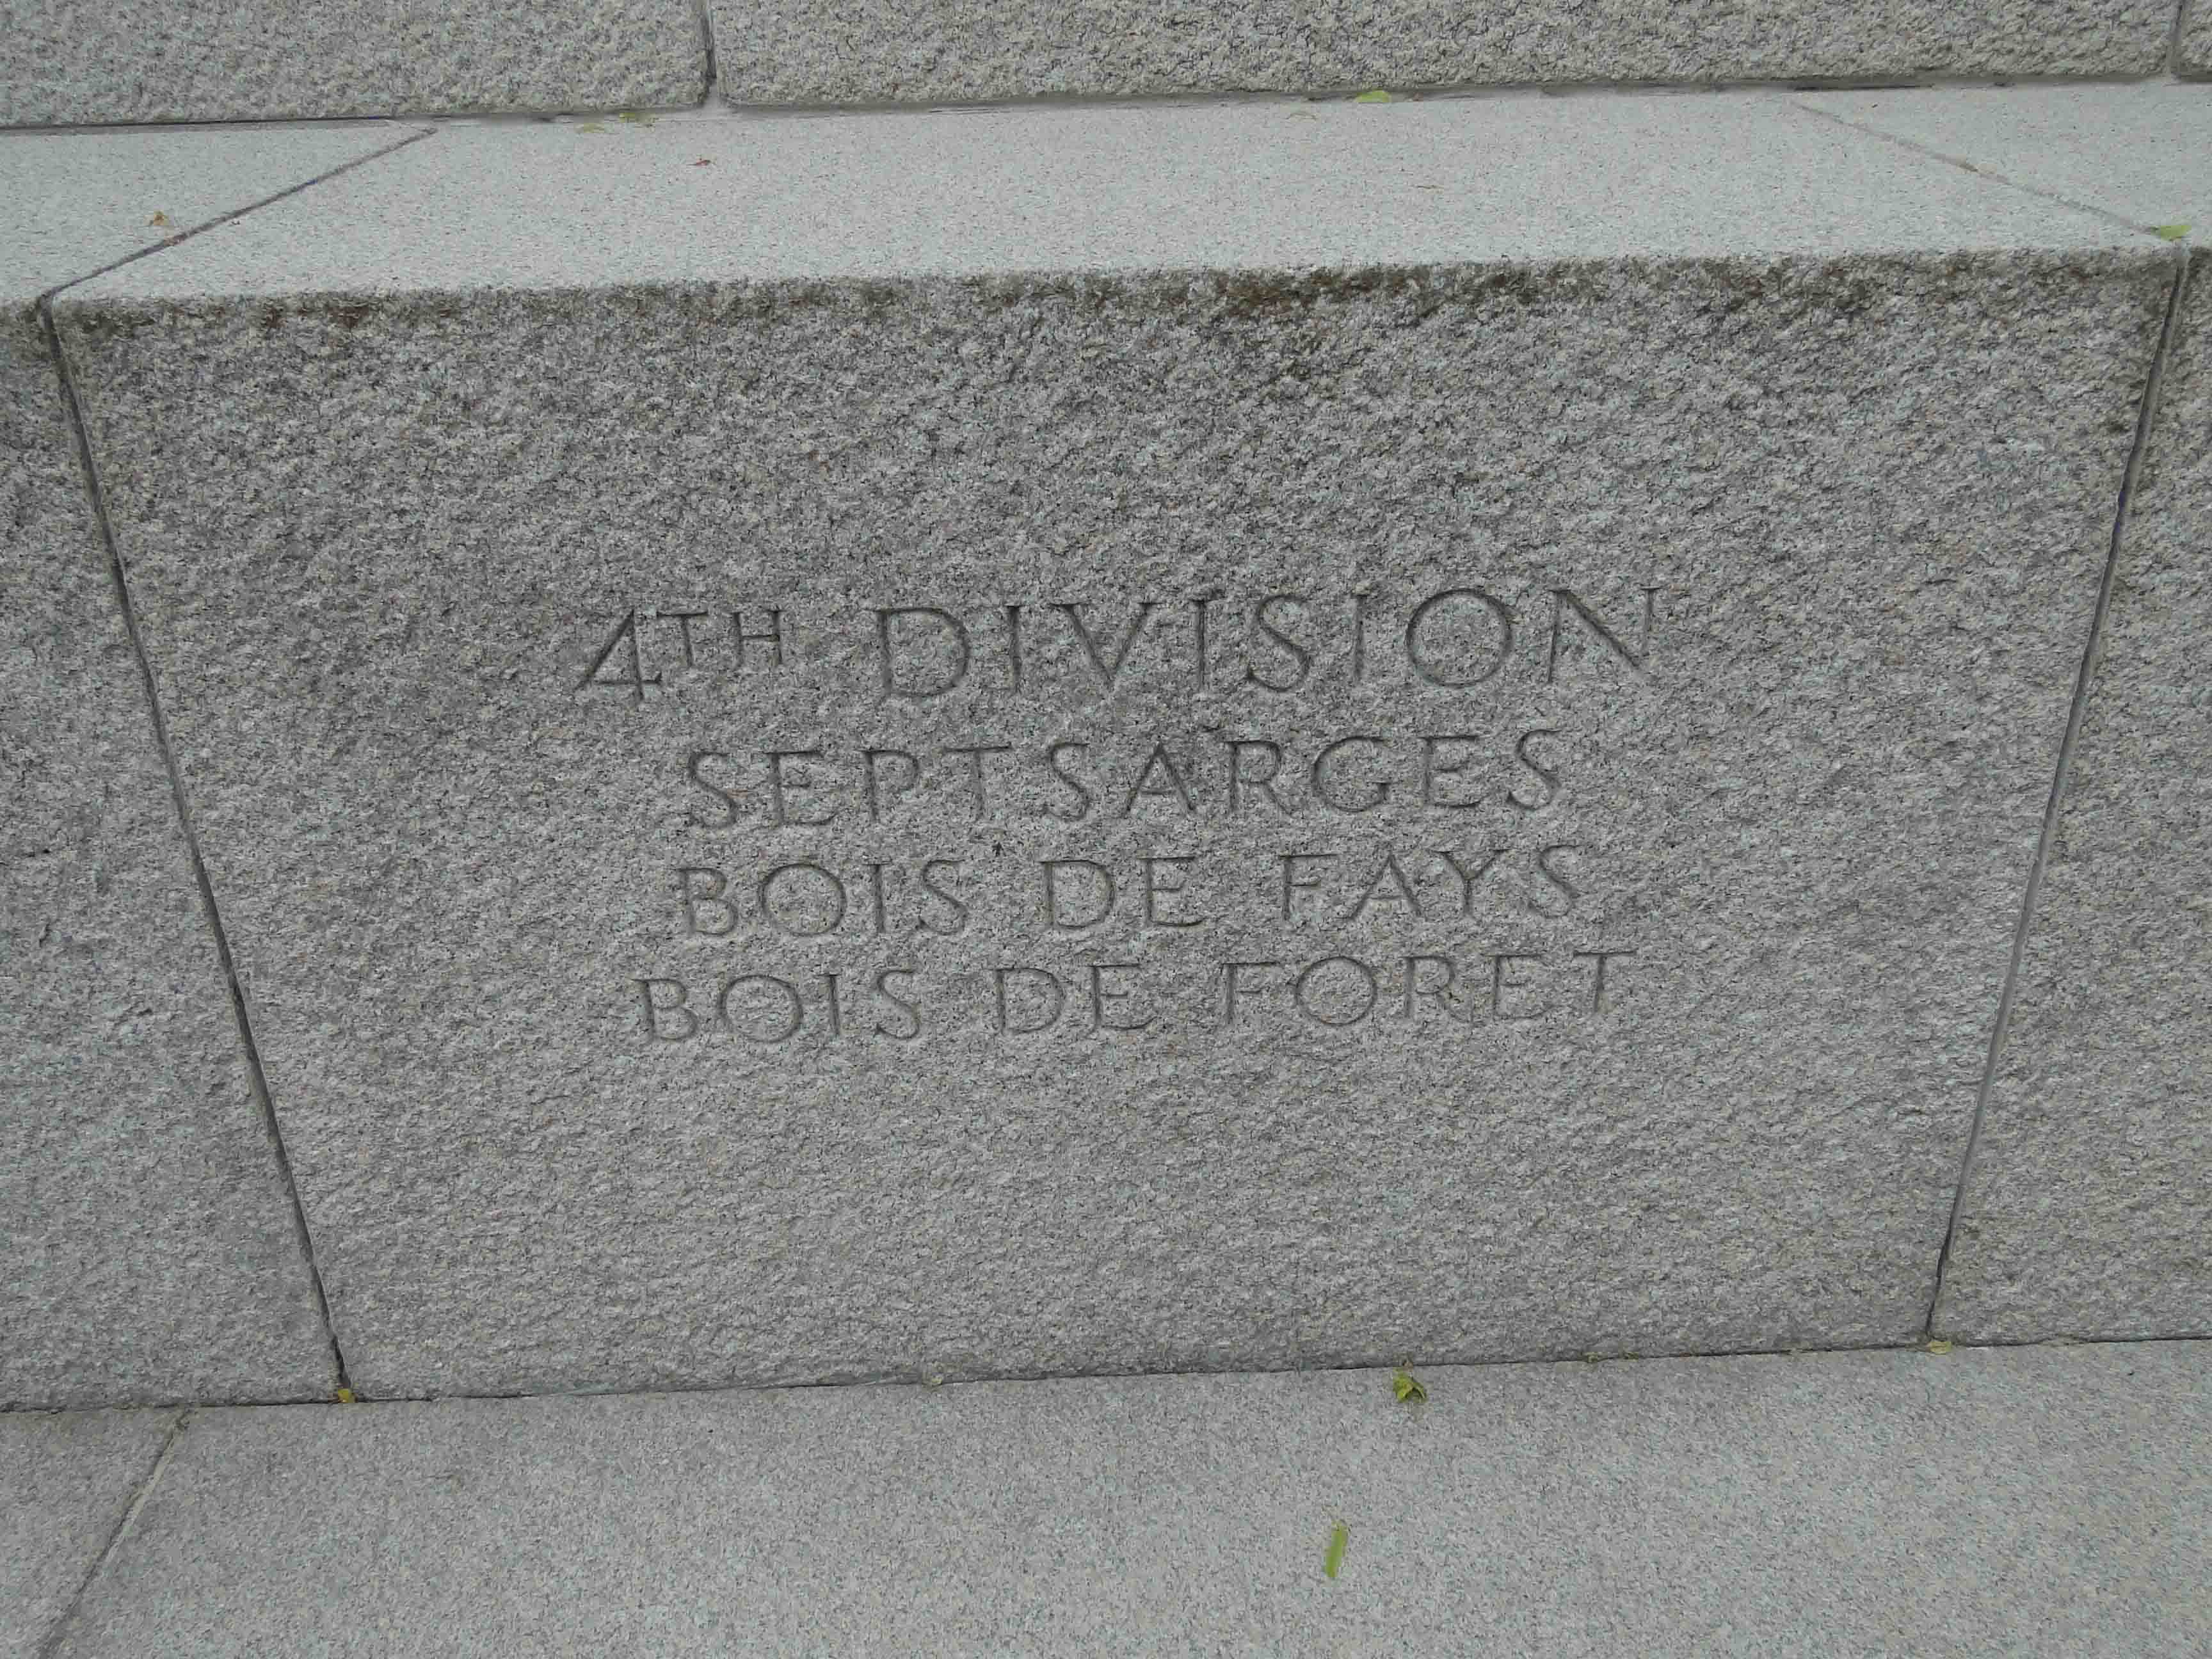 4TH DIVISION
SEPTSARGES
BOIS DE FAYS
BOIS DE FORET